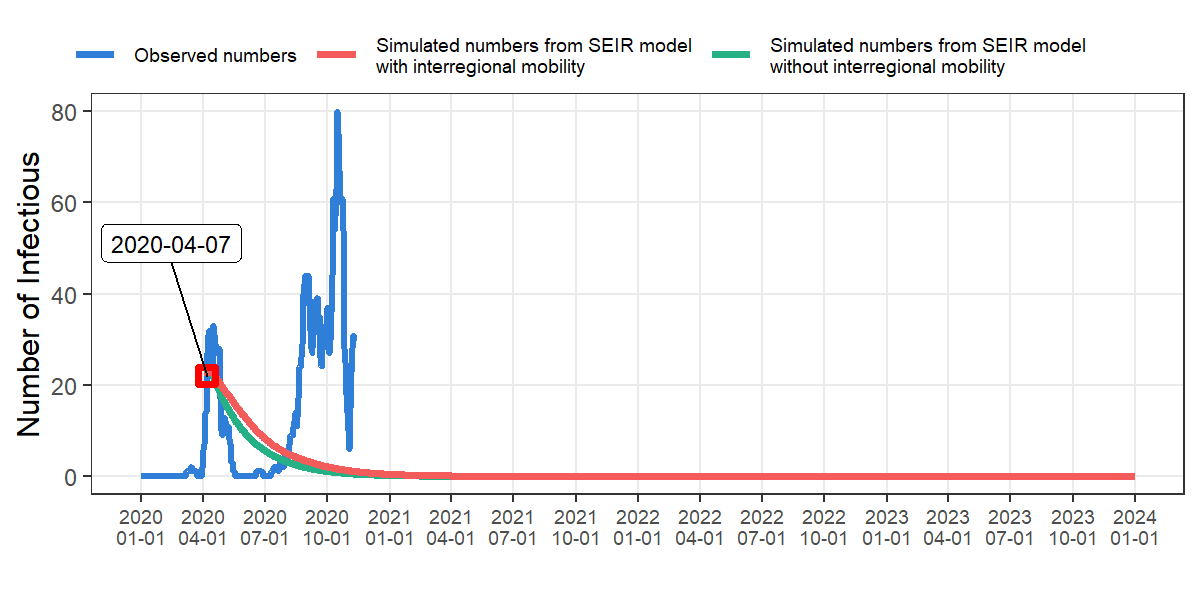 Observed numbers
Simulated numbers from SEIR model
with interregional mobility
Simulated numbers from SEIR model
without interregional mobility
Number of Infectious
80
60
40
20
0
2020-04-07
2020 2020 2020 2020 2021 2021 2021 2021 2022 2022 2022 2022 2023 2023 2023 2023 2024
01-01 04-01 07-01 10-01 01-01 04-01 07-01 10-01 01-01 04-01 07-01 10-01 01-01 04-01 07-01 10-01 01-01